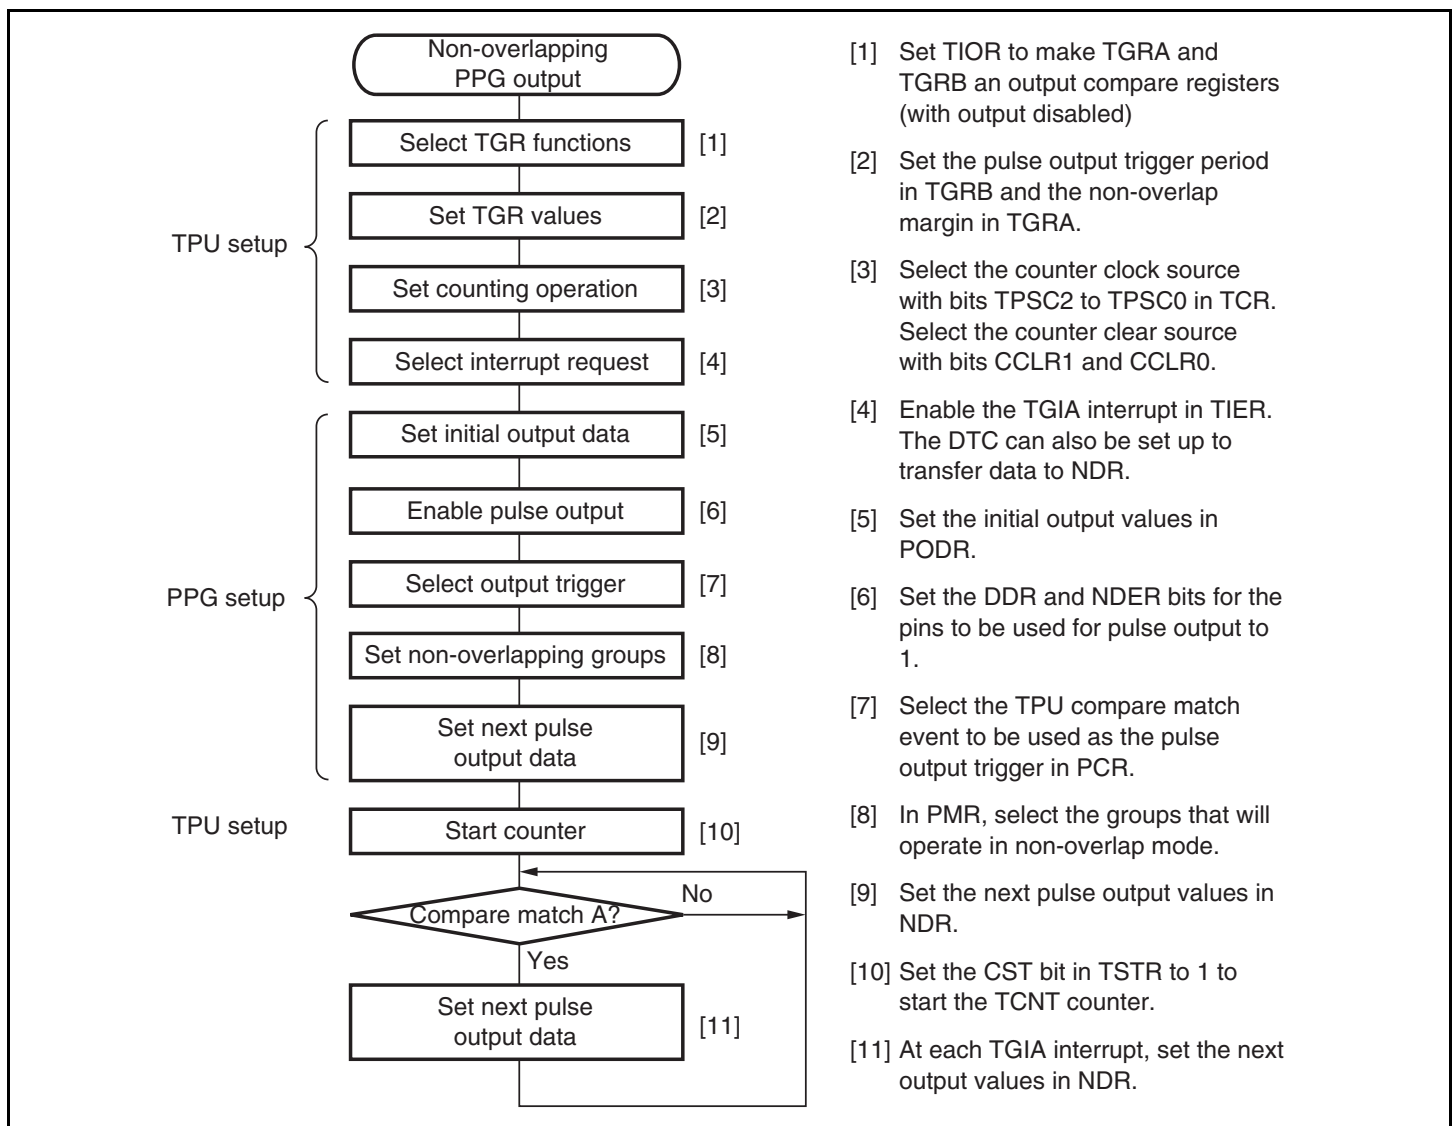 Non-overlapping
PPG output
TPU setup
Select TGR functions [1]
Set TGR values [2]
Set counting operation [3]
Select interrupt request [4]
PPG setup
Set initial output data [5]
Enable pulse output [6]
Select output trigger [7]
Set non-overlapping groups [8]
Set next pulse
output data [9]
TPU setup
Start counter [10]
Compare match A?
No
Yes
Set next pulse
output data [11]
[1] Set TIOR to make TGRA and
TGRB an output compare registers
(with output disabled)
[2] Set the pulse output trigger period
in TGRB and the non-overlap
margin in TGRA.
[3] Select the counter clock source
with bits TPSC2 to TPSC0 in TCR.
Select the counter clear source
with bits CCLR1 and CCLR0.
[4] Enable the TGIA interrupt in TIER.
The DTC can also be set up to
transfer data to NDR.
[5] Set the initial output values in
PODR.
[6] Set the DDR and NDER bits for the
pins to be used for pulse output to
1.
[7] Select the TPU compare match
event to be used as the pulse
output trigger in PCR.
[8] In PMR, select the groups that will
operate in non-overlap mode.
[9] Set the next pulse output values in
NDR.
[10] Set the CST bit in TSTR to 1 to
start the TCNT counter.
[11] At each TGIA interrupt, set the next
output values in NDR.